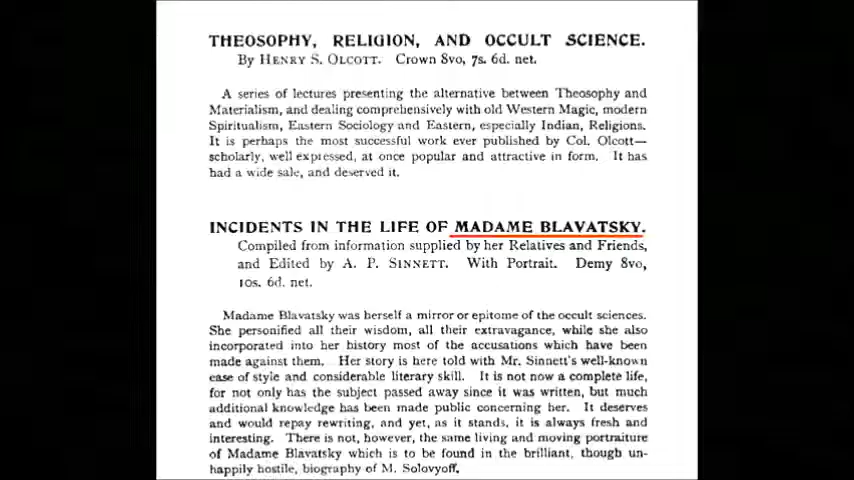 THEOSOPHY, RELIGION, AND OCCULT SCIENCE.
By HENRY S. OLCOTT. Crown 8vo, 7s. 6d. net.
A series of lectures presenting the alternative between Theosophy and
Materialism, and dealing comprehensively with old Western Magic, modern
Spiritualism, Eastern Sociology and Eastern, especially Indian, Religions.
It is perhaps the most successful work ever published by Col. Olcott—
scholarly, well expressed, at once popular and attractive in form. It has
had a wide sale, and deserved it.
INCIDENTS IN THE LIFE OF MADAME BLAVATSKY.
Compiled from information supplied by her Relatives and Friends,
and Edited by A. P. SINNETT. With Portrait. Demy 8vo,
10s. 6d. net.
Madame Blavatsky was herself a mirror or epitome of the occult sciences.
She personified all their wisdom, all their extravagance, while she also
incorporated into her history most of the accusations which have been
made against them. Her story is here told with Mr. Sinnett's well-known
ease of style and considerable literary skill. It is not now a complete life,
for not only has the subject passed away since it was written, but much
additional knowledge has been made public concerning her. It deserves
and would repay rewriting, and yet, as it stands, it is always fresh and
interesting. There is not, however, the same living and moving portraiture
of Madame Blavatsky which is to be found in the brilliant, though un-
happily hostile, biography of M. Solovyoff.